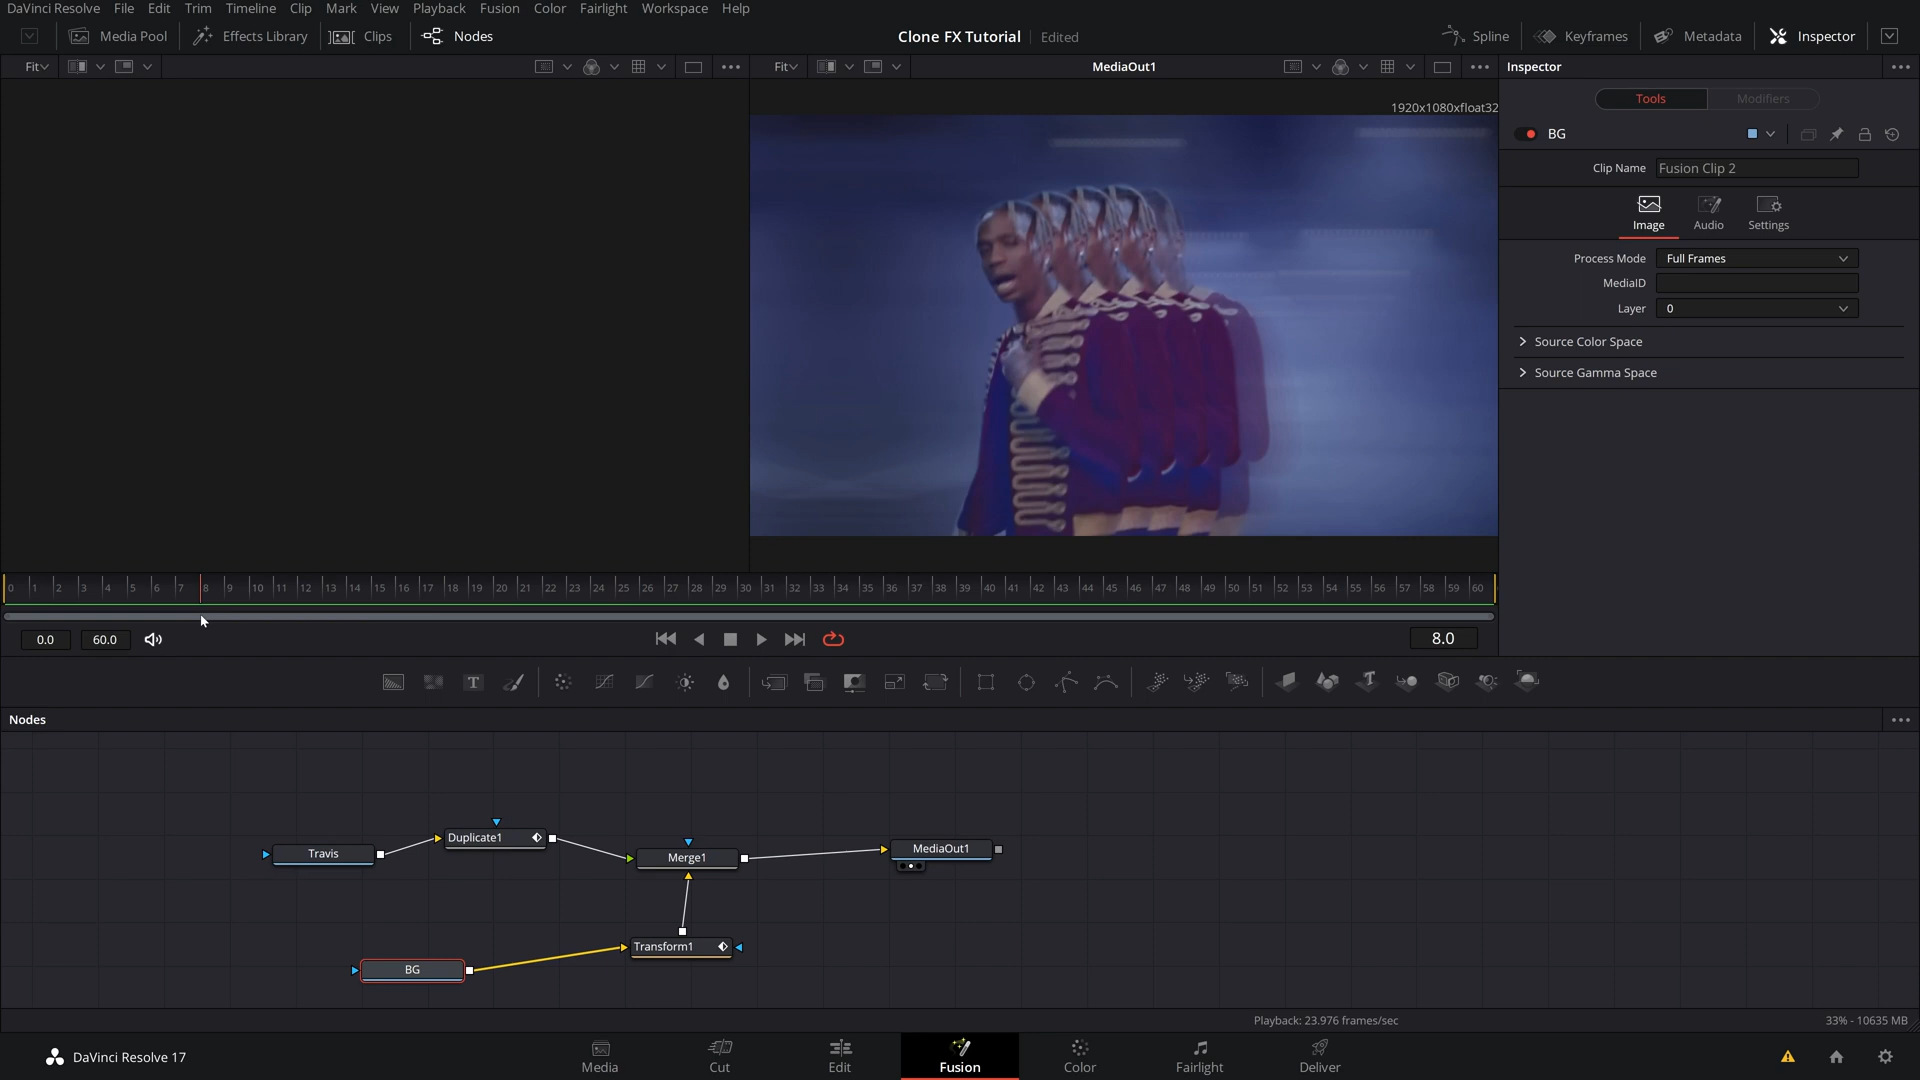 DaVinci Resolve File Edit Trim Timeline Clip Mark View Playback Fusion Color Fairlight Workspace Help
Media Pool Effects Library Clips Nodes Clone FX Tutorial Edited Spline Keyframes Metadata Inspector
Fit Fit MediaOut1 Inspector
Tools Modifiers
1920x1080xfloat32
BG
Clip Name Fusion Clip 2
Image Audio Settings
Process Mode Full Frames
MediaID
Layer 0
Source Color Space
Source Gamma Space
0 1 2 3 4 5 6 7 8 9 10 11 12 13 14 15 16 17 18 19 20 21 22 23 24 25 26 27 28 29 30 31 32 33 34 35 36 37 38 39 40 41 42 43 44 45 46 47 48 49 50 51 52 53 54 55 56 57 58 59 60
0.0 60.0 8.0
T T
Nodes
Duplicate1
Travis Merge1 MediaOut1
Transform1
BG
Playback: 23.976 frames/sec 33% - 10635 MB
DaVinci Resolve 17 Media Cut Edit Fusion Color Fairlight Deliver